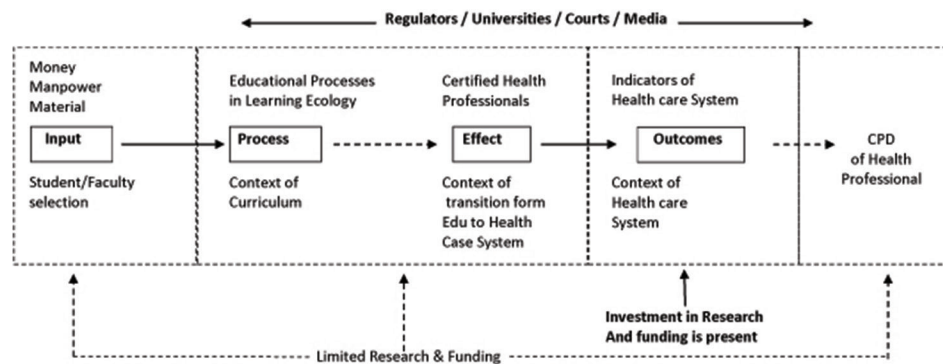 Regulators / Universities / Courts / Media
Money
Manpower
Material
Input
Student/Faculty
selection
Educational Processes
in Learning Ecology
Process
Context of
Curriculum
Certified Health
Professionals
Effect
Context of
transition form
Edu to Health
Case System
Indicators of
Health care System
Outcomes
Context of
Health care
System
CPD
of Health
Professional
Investment in Research
And funding is present
Limited Research & Funding